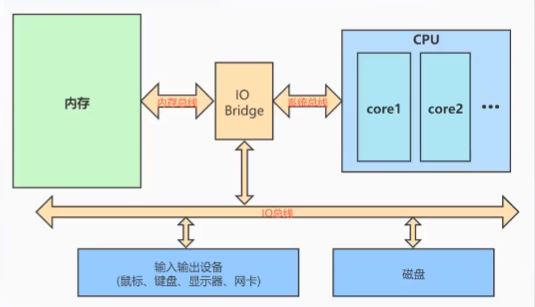 CPU
内存
内存总线
IO
Bridge
系统总线
core1
core2
...
IO总线
输入输出设备
(鼠标、键盘、显示器、网卡)
磁盘